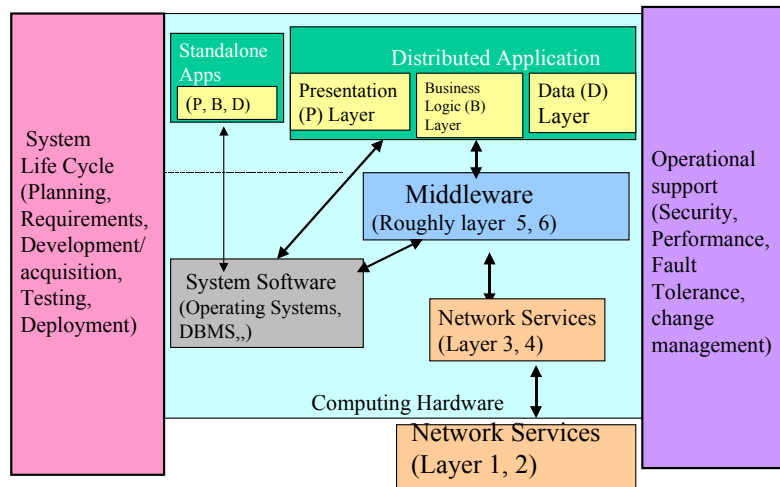 System
Life Cycle
(Planning,
Requirements,
Development/
acquisition,
Testing,
Deployment)
Standalone
Apps
(P, B, D)
Distributed Application
Presentation
(P) Layer
Business
Logic (B)
Layer
Data (D)
Layer
Middleware
(Roughly layer 5, 6)
System Software
(Operating Systems,
DBMS,,)
Network Services
(Layer 3, 4)
Computing Hardware
Network Services
(Layer 1, 2)
Operational
support
(Security,
Performance,
Fault
Tolerance,
change
management)